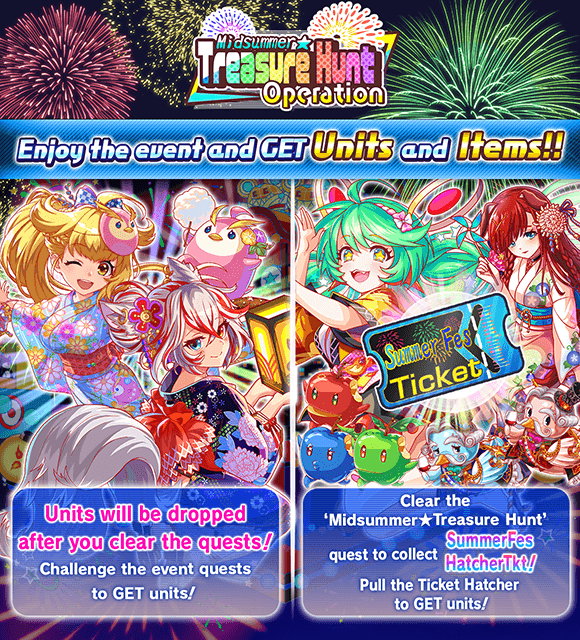 Midsummer★
Treasure Hunt
Operation
Enjoy the event and GET Units and Items!!
Summer Fes
Ticket
Units will be dropped
after you clear the quests!
Challenge the event quests
to GET units!
Clear the
‘Midsummer★Treasure Hunt’
quest to collect SummerFes
HatcherTkt!
Pull the Ticket Hatcher
to GET units!